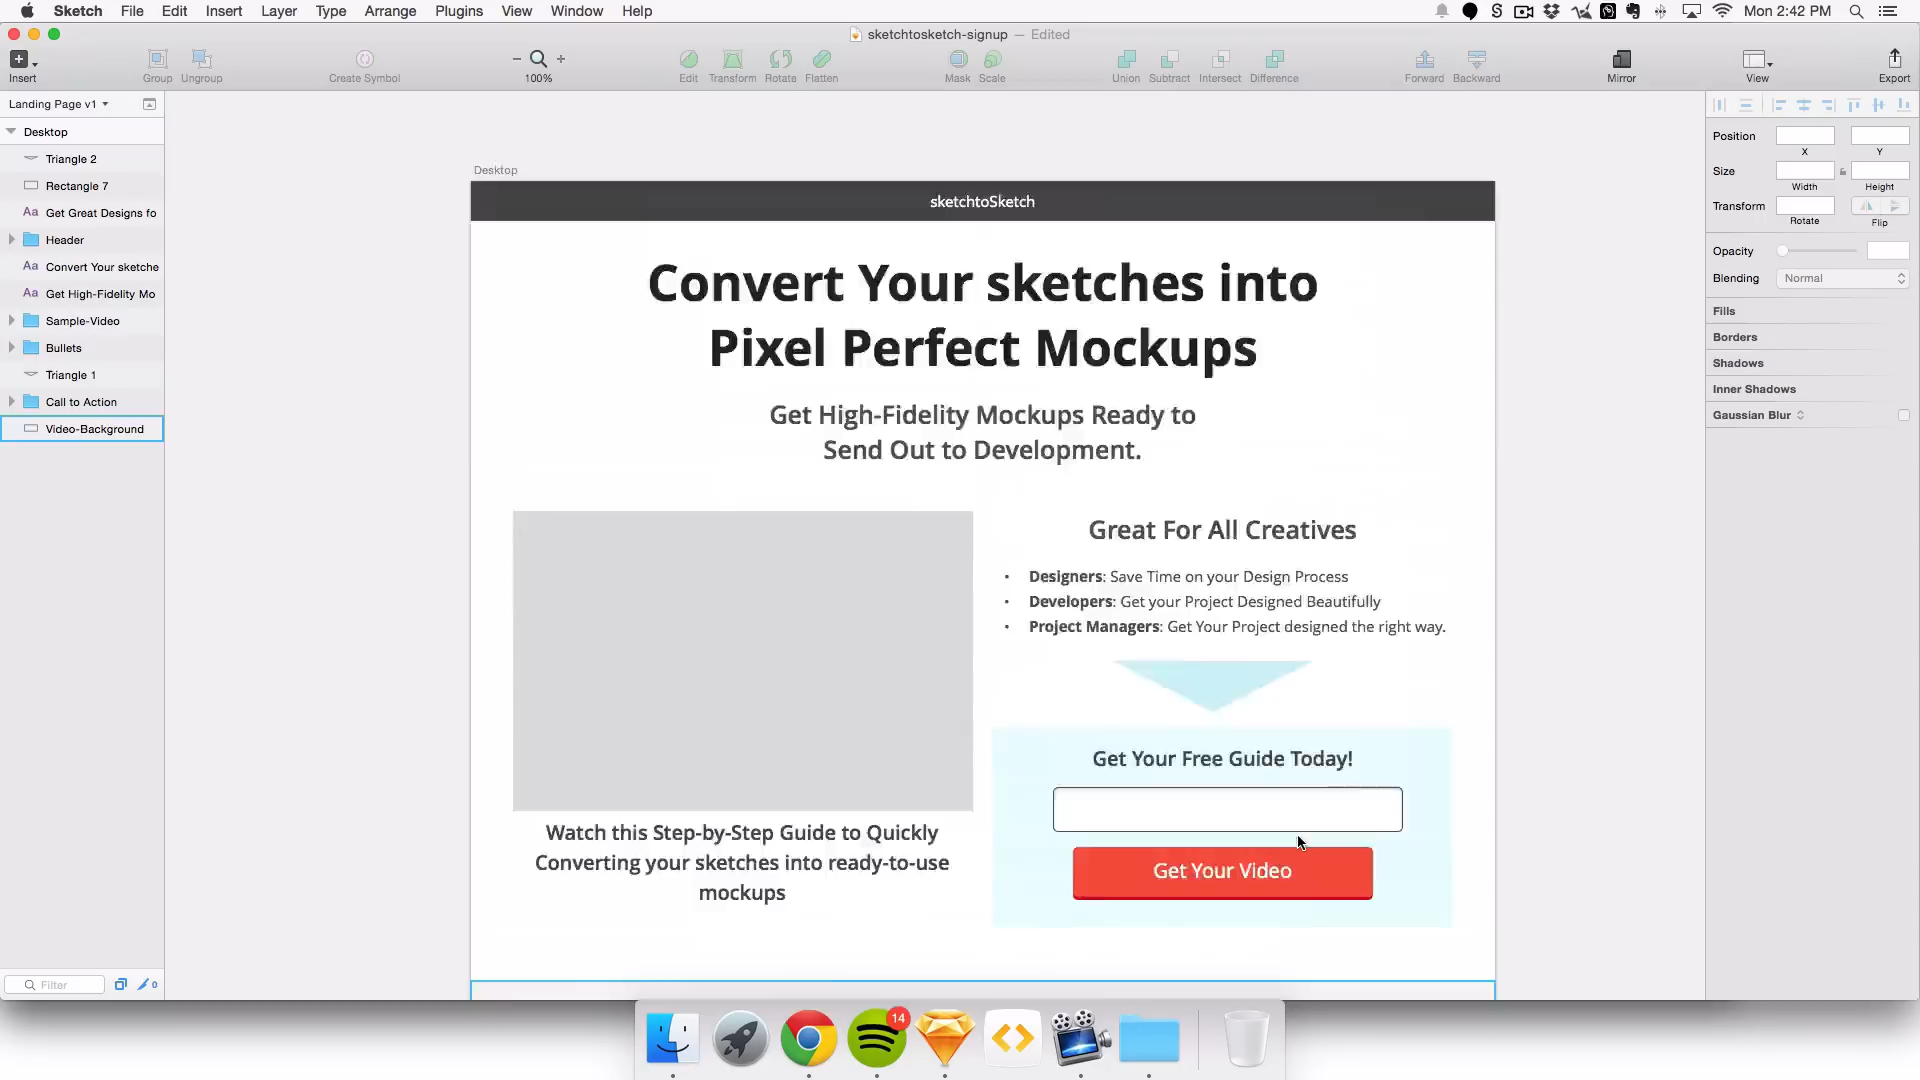 Sketch File Edit Insert Layer Type Arrange Plugins View Window Help
Mon 2:42 PM
sketchtosketch-signup — Edited
Insert Group Ungroup Create Symbol 100% Edit Transform Rotate Flatten Mask Scale Union Subtract Intersect Difference Forward Backward Mirror View Export
Landing Page v1
Desktop
Triangle 2
Rectangle 7
Aa Get Great Designs fo
Header
Aa Convert Your sketche
Aa Get High-Fidelity Mo
Sample-Video
Bullets
Triangle 1
Call to Action
Video-Background
Filter
0
Desktop
sketchtoSketch
Convert Your sketches into
Pixel Perfect Mockups
Get High-Fidelity Mockups Ready to
Send Out to Development.
Watch this Step-by-Step Guide to Quickly
Converting your sketches into ready-to-use
mockups
Great For All Creatives
• Designers: Save Time on your Design Process
• Developers: Get your Project Designed Beautifully
• Project Managers: Get Your Project designed the right way.
Get Your Free Guide Today!
Get Your Video
Position
X Y
Size
Width Height
Transform
Rotate Flip
Opacity
Blending Normal
Fills
Borders
Shadows
Inner Shadows
Gaussian Blur
14